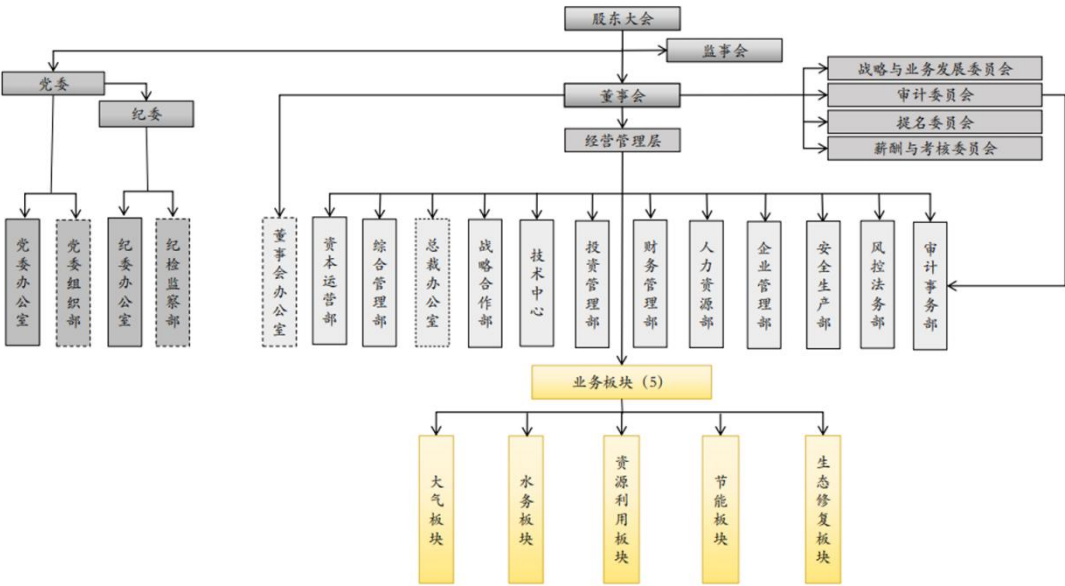 股东大会
监事会
党委
战略与业务发展委员会
董事会
审计委员会
纪委
提名委员会
经营管理层
薪酬与考核委员会
党委办公室
党委组织部
纪委办公室
纪检监察部
董事会办公室
资本运营部
综合管理部
总裁办公室
战略合作部
技术中心
投资管理部
财务管理部
人力资源部
企业管理部
安全生产部
风控法务部
审计事务部
业务板块 (5)
大气板块
水务板块
资源利用板块
节能板块
生态修复板块